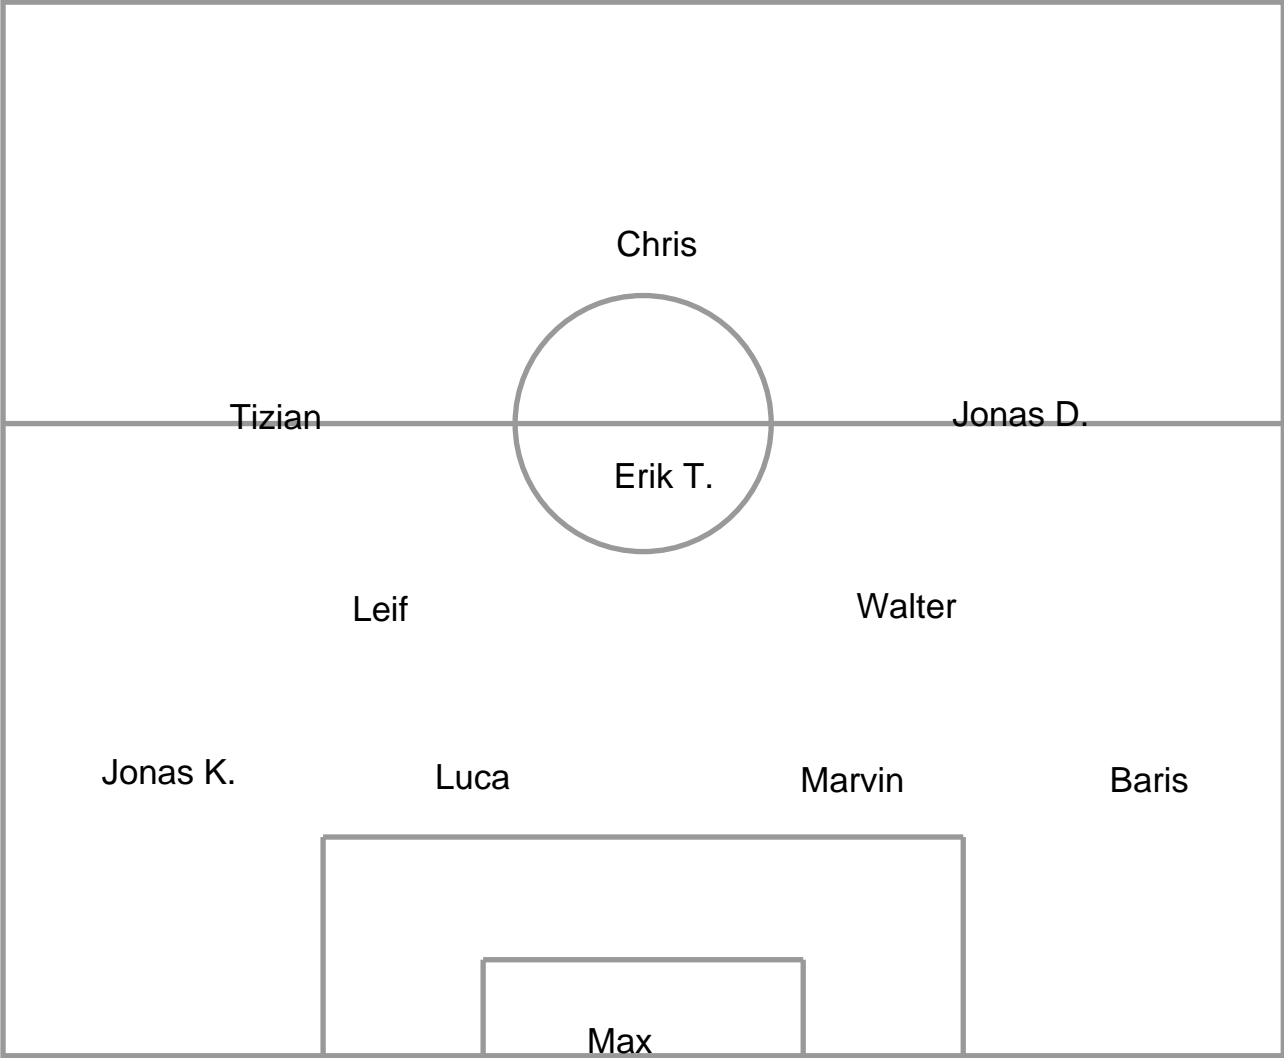 Chris
Tizian
Jonas D.
Erik T.
Leif
Walter
Jonas K.
Luca
Marvin
Baris
Max